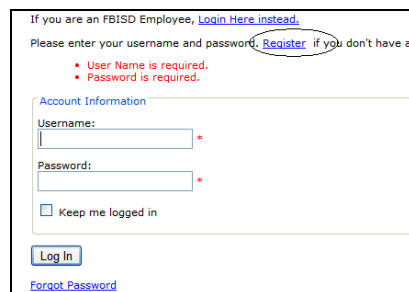 If you are an FBISD Employee, Login Here instead.
Please enter your username and password. Register if you don't have a
• User Name is required.
• Password is required.
Account Information
Username:
*
Password:
*
Keep me logged in
Log In
Forgot Password